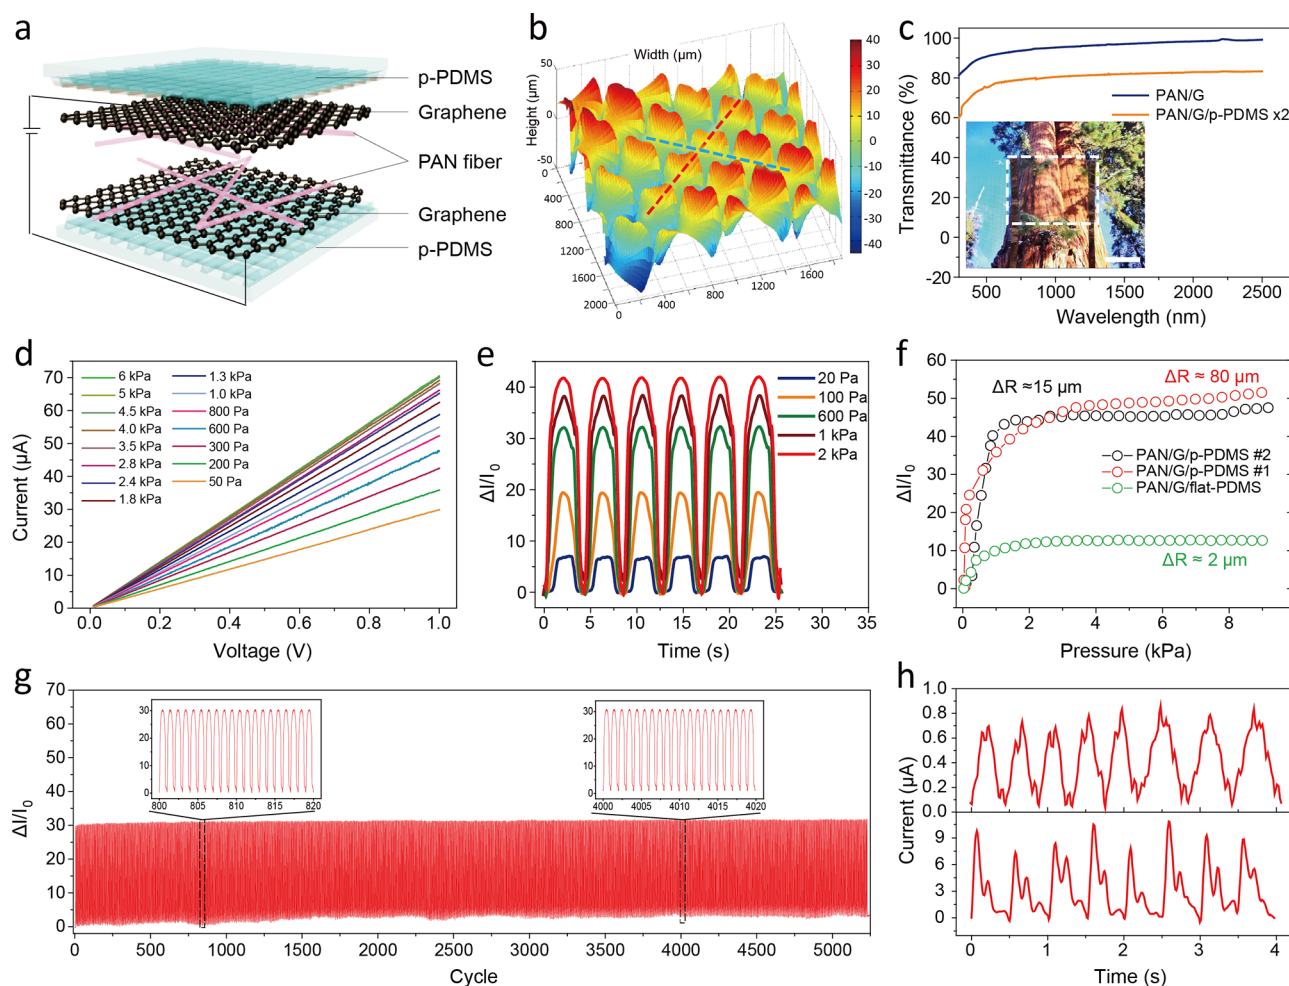 a
p-PDMS
Graphene
PAN fiber
Graphene
p-PDMS
b
Width (µm)
Height (µm)
50
0
-50
0
400
800
1200
1600
2000
0
400
800
1200
1600
40
30
20
10
0
-10
-20
-30
-40
c
Transmittance (%)
100
80
60
40
20
0
-20
PAN/G
PAN/G/p-PDMS x2
500
1000
1500
2000
2500
Wavelength (nm)
d
Current (µA)
70
60
50
40
30
20
10
0
6 kPa
5 kPa
4.5 kPa
4.0 kPa
3.5 kPa
2.8 kPa
2.4 kPa
1.8 kPa
1.3 kPa
1.0 kPa
800 Pa
600 Pa
300 Pa
200 Pa
50 Pa
0.0
0.2
0.4
0.6
0.8
1.0
Voltage (V)
e
ΔI/I0
40
30
20
10
0
20 Pa
100 Pa
600 Pa
1 kPa
2 kPa
0
5
10
15
20
25
30
35
Time (s)
f
ΔI/I0
60
50
40
30
20
10
0
ΔR ≈15 µm
ΔR ≈ 80 µm
PAN/G/p-PDMS #2
PAN/G/p-PDMS #1
PAN/G/flat-PDMS
ΔR ≈ 2 µm
0
2
4
6
8
Pressure (kPa)
g
ΔI/I0
70
60
50
40
30
20
10
0
30
20
10
0
800
805
810
815
820
30
20
10
0
4000
4005
4010
4015
4020
0
500
1000
1500
2000
2500
3000
3500
4000
4500
5000
Cycle
h
Current (µA)
1.0
0.8
0.6
0.4
0.2
0.0
9
6
3
0
0
1
2
3
4
Time (s)